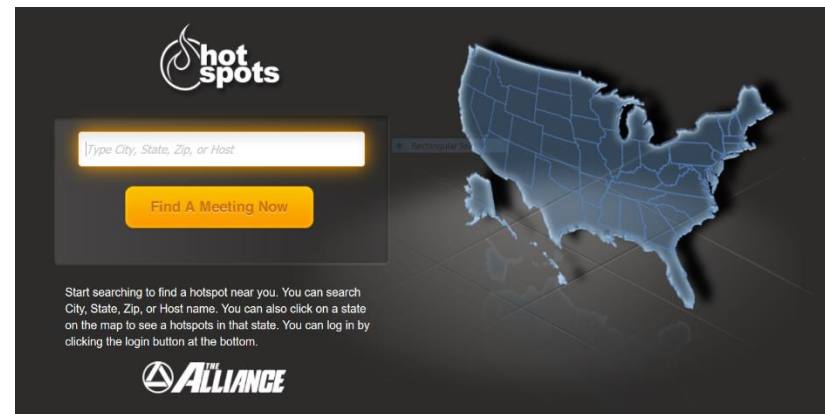 hot
spots
Type City, State, Zip, or Host
Rectangular
Find A Meeting Now
Start searching to find a hotspot near you. You can search
City, State, Zip, or Host name. You can also click on a state
on the map to see a hotspots in that state. You can log in by
clicking the login button at the bottom.
THE
ALLIANCE